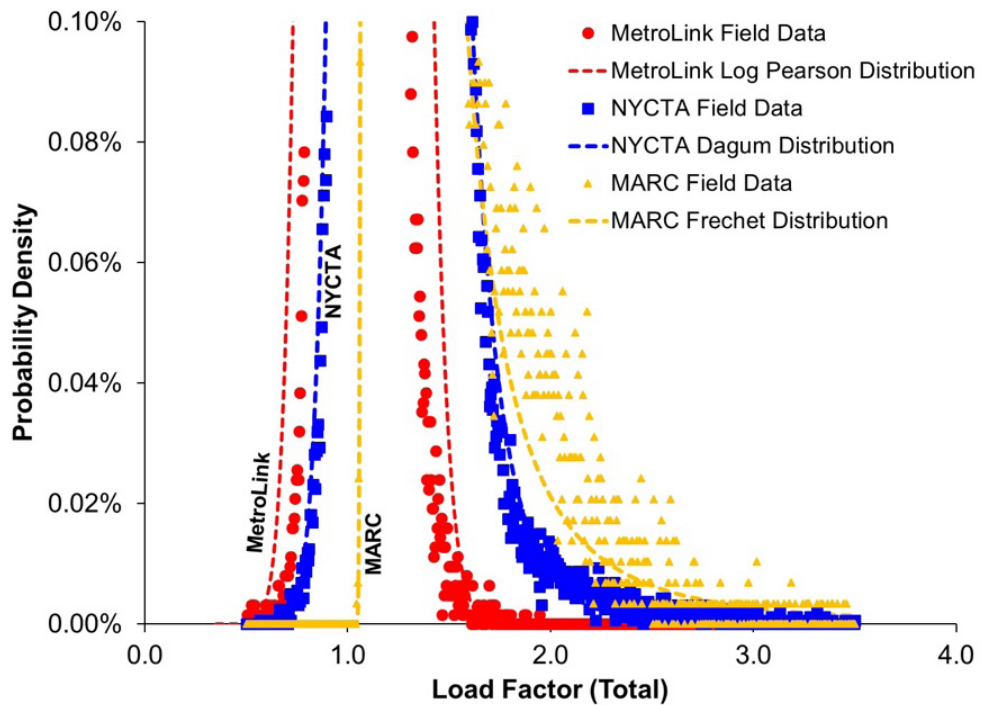 0.10%
0.08%
0.06%
0.04%
0.02%
0.00%
Probability Density
MetroLink Field Data
MetroLink Log Pearson Distribution
NYCTA Field Data
NYCTA Dagum Distribution
MARC Field Data
MARC Frechet Distribution
MetroLink
NYCTA
MARC
0.0
1.0
2.0
3.0
4.0
Load Factor (Total)